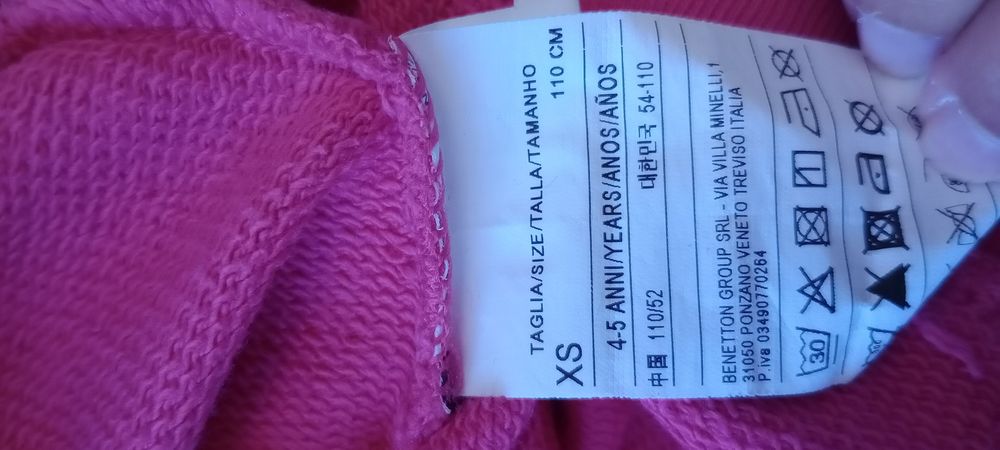 TAGLIA/SIZE/TALLA/TAMANHO
XS 110 CM
4-5 ANNI/YEARS/ANOS/AÑOS
中国 110/52 대한민국 54-110
BENETTON GROUP SRL - VIA VILLA MINELLI,1
31050 PONZANO VENETO TREVISO ITALIA
P.iva 03490770264
30